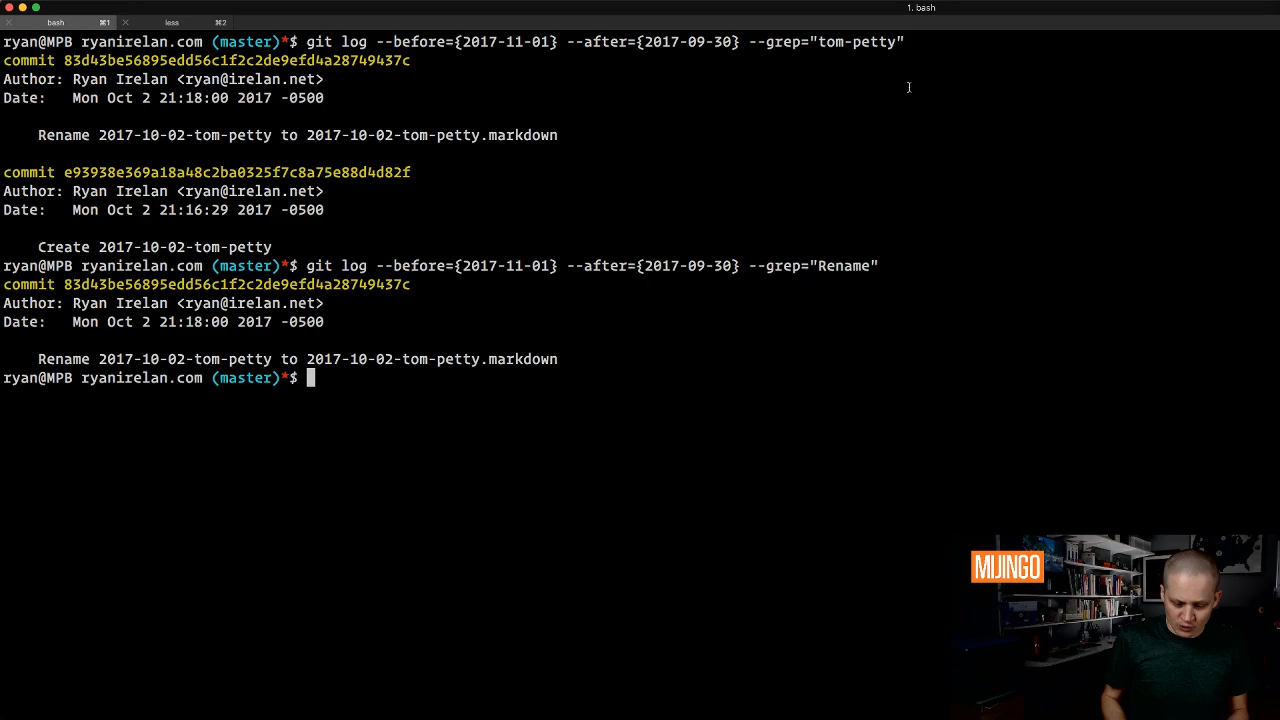 1. bash
bash ⌘1
less ⌘2
ryan@MPB ryanirelan.com (master)*$ git log --before={2017-11-01} --after={2017-09-30} --grep="tom-petty"
commit 83d43be56895edd56c1f2c2de9efd4a28749437c
Author: Ryan Irelan <ryan@irelan.net>
Date:   Mon Oct 2 21:18:00 2017 -0500
Rename 2017-10-02-tom-petty to 2017-10-02-tom-petty.markdown
commit e93938e369a18a48c2ba0325f7c8a75e88d4d82f
Author: Ryan Irelan <ryan@irelan.net>
Date:   Mon Oct 2 21:16:29 2017 -0500
Create 2017-10-02-tom-petty
ryan@MPB ryanirelan.com (master)*$ git log --before={2017-11-01} --after={2017-09-30} --grep="Rename"
commit 83d43be56895edd56c1f2c2de9efd4a28749437c
Author: Ryan Irelan <ryan@irelan.net>
Date:   Mon Oct 2 21:18:00 2017 -0500
Rename 2017-10-02-tom-petty to 2017-10-02-tom-petty.markdown
ryan@MPB ryanirelan.com (master)*$
MIJINGO